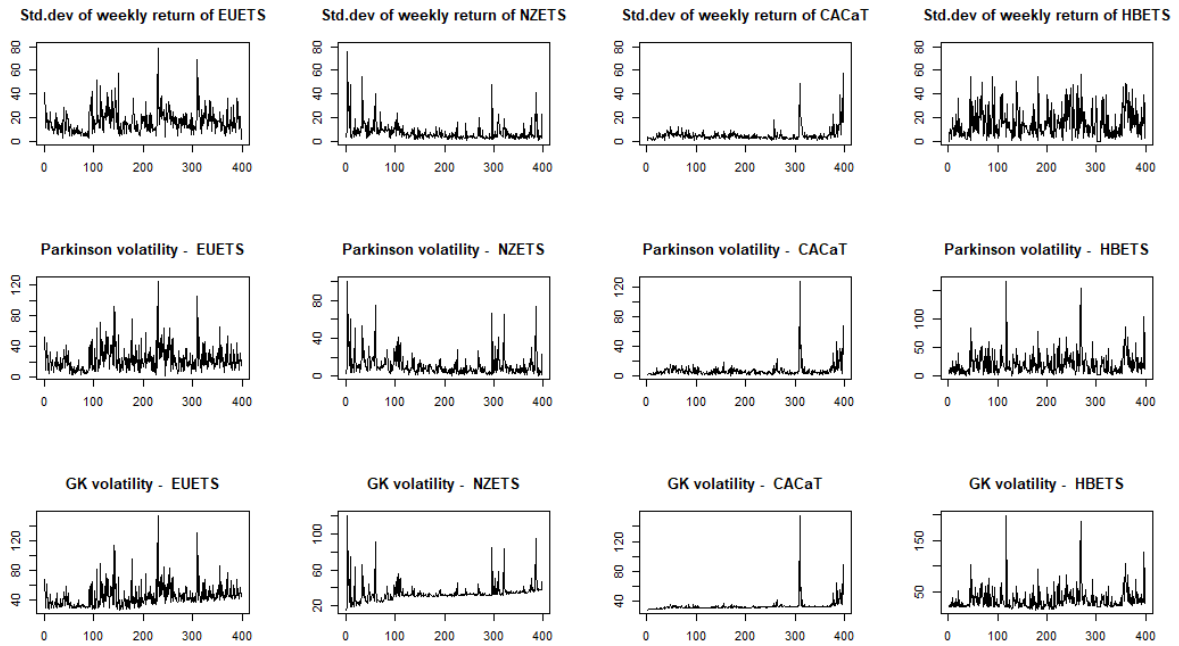 Std.dev of weekly return of EUETS Std.dev of weekly return of NZETS Std.dev of weekly return of CACaT Std.dev of weekly return of HBETS
80 80 80 80
60 60 60 60
40 40 40 40
20 20 20 20
0 0 0 0
0 100 200 300 400 0 100 200 300 400 0 100 200 300 400 0 100 200 300 400
Parkinson volatility - EUETS Parkinson volatility - NZETS Parkinson volatility - CACaT Parkinson volatility - HBETS
120 80 120 100
80 40 80 50
40 0 40 0
0 0
0 100 200 300 400 0 100 200 300 400 0 100 200 300 400 0 100 200 300 400
GK volatility - EUETS GK volatility - NZETS GK volatility - CACaT GK volatility - HBETS
120 100 120 150
80 60 80 100
40 20 40 50
0 100 200 300 400 0 100 200 300 400 0 100 200 300 400 0 100 200 300 400